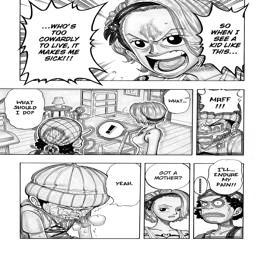 SO
WHEN I
SEE A
KID LIKE
THIS...
...WHO'S
TOO
COWARDLY
TO LIVE, IT
MAKES ME
SICK!!!
MRFF
!!!
WHAT...
!
WHAT
SHOULD
I DO?
I'LL...
ENDURE
MY
PAIN!!
GOT A
MOTHER?
YEAH.